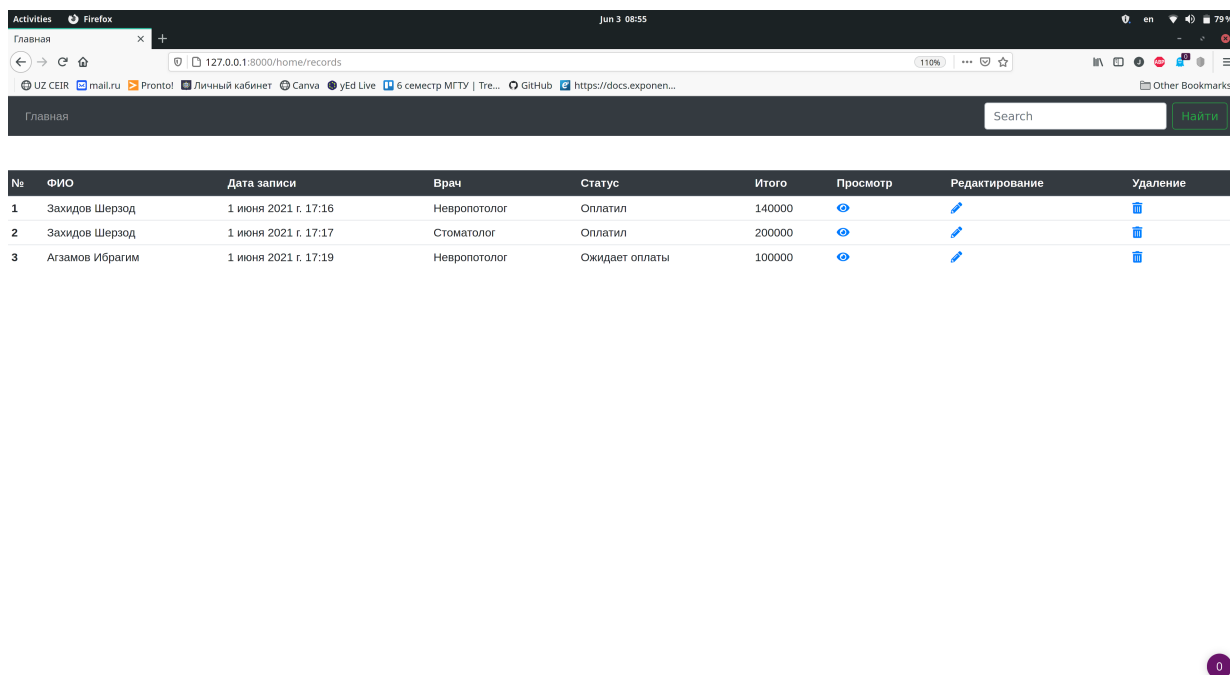 Activities Firefox Jun 3 08:55 en 79%
Главная
127.0.0.1:8000/home/records 110%
UZ CEIR mail.ru Pronto! Личный кабинет Canva yEd Live 6 семестр МГТУ | Tre... GitHub https://docs.exponen... Other Bookmarks
Главная Search Найти
№ ФИО Дата записи Врач Статус Итого Просмотр Редактирование Удаление
1 Захидов Шерзод 1 июня 2021 г. 17:16 Невропотолог Оплатил 140000
2 Захидов Шерзод 1 июня 2021 г. 17:17 Стоматолог Оплатил 200000
3 Агзамов Ибрагим 1 июня 2021 г. 17:19 Невропотолог Ожидает оплаты 100000
0